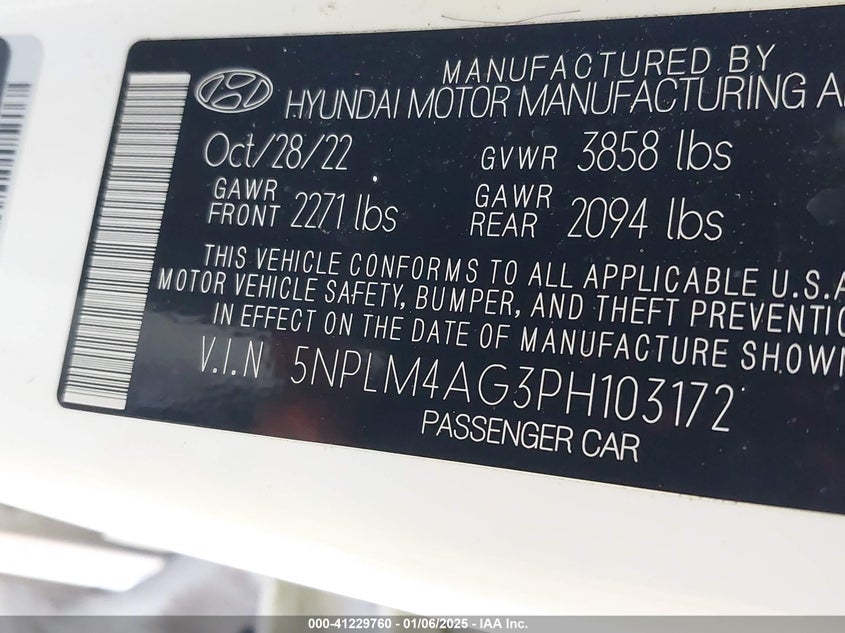 MANUFACTURED BY
HYUNDAI MOTOR MANUFACTURING A
Oct/28/22 GVWR 3858 lbs
GAWR FRONT 2271 lbs GAWR REAR 2094 lbs
THIS VEHICLE CONFORMS TO ALL APPLICABLE U.S.A
MOTOR VEHICLE SAFETY, BUMPER, AND THEFT PREVENTIO
IN EFFECT ON THE DATE OF MANUFACTURE SHOWN
V.I.N 5NPLM4AG3PH103172
PASSENGER CAR
000-41229760 - 01/06/2025 - IAA Inc.